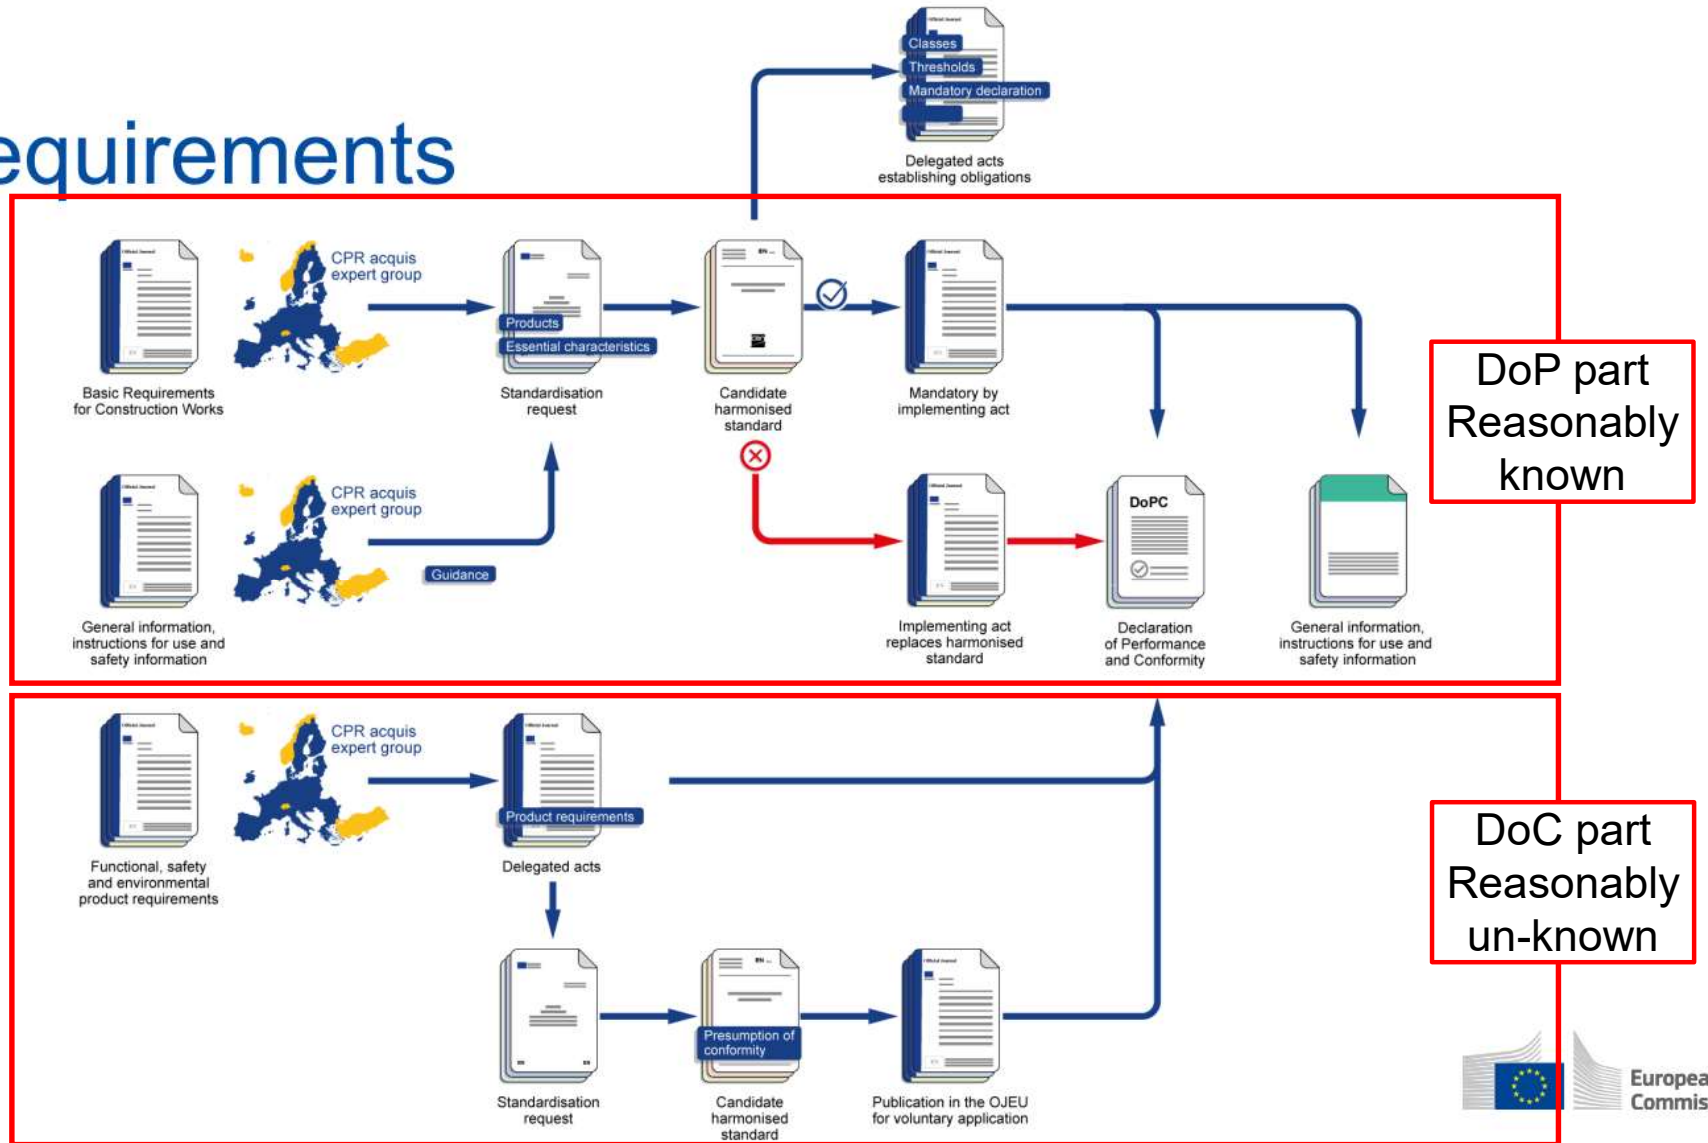 equirements
Classes
Thresholds
Mandatory declaration
Delegated acts
establishing obligations
CPR acquis
expert group
Products
Essential characteristics
EN ...
Basic Requirements
for Construction Works
Standardisation
request
Candidate
harmonised
standard
Mandatory by
implementing act
DoP part
Reasonably
known
CPR acquis
expert group
Guidance
DoPC
General information,
instructions for use and
safety information
Implementing act
replaces harmonised
standard
Declaration
of Performance
and Conformity
General information,
instructions for use and
safety information
CPR acquis
expert group
Product requirements
Functional, safety
and environmental
product requirements
Delegated acts
DoC part
Reasonably
un-known
EN ...
Presumption of
conformity
Standardisation
request
Candidate
harmonised
standard
Publication in the OJEU
for voluntary application
Europea
Commis